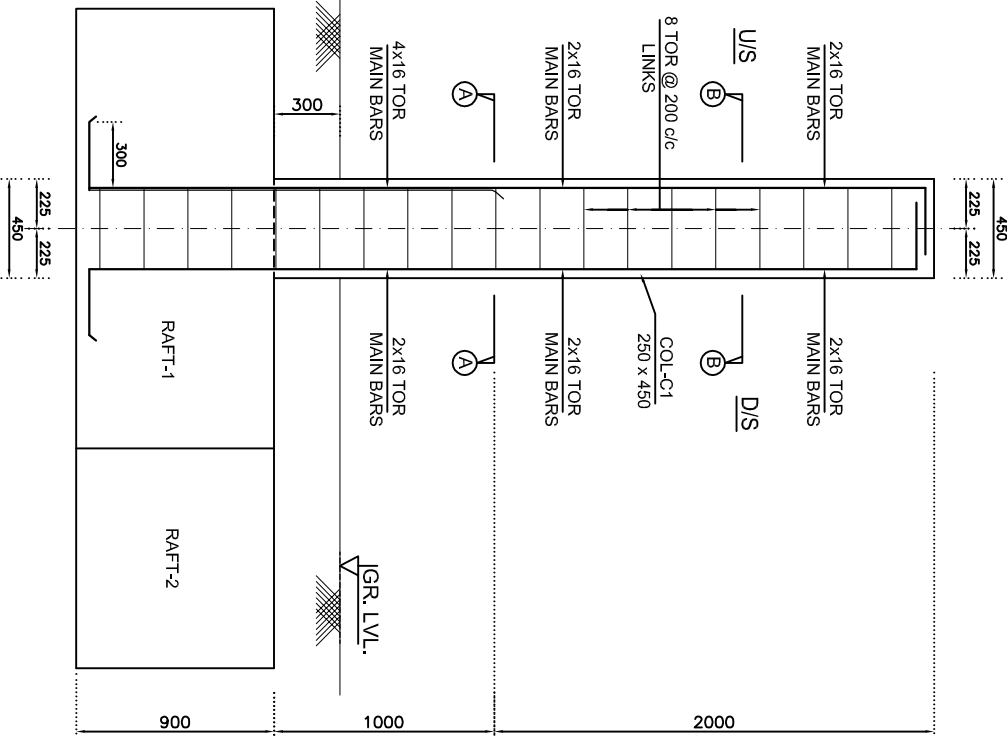 U/S
2x16 TOR
MAIN BARS
8 TOR @ 200 c/c
LINKS
2x16 TOR
MAIN BARS
4x16 TOR
MAIN BARS
B
A
300
300
450
225
225
225
225
450
B
A
D/S
2x16 TOR
MAIN BARS
COL-C1
250 x 450
2x16 TOR
MAIN BARS
2x16 TOR
MAIN BARS
RAFT-1
RAFT-2
GR. LVL.
900
1000
2000